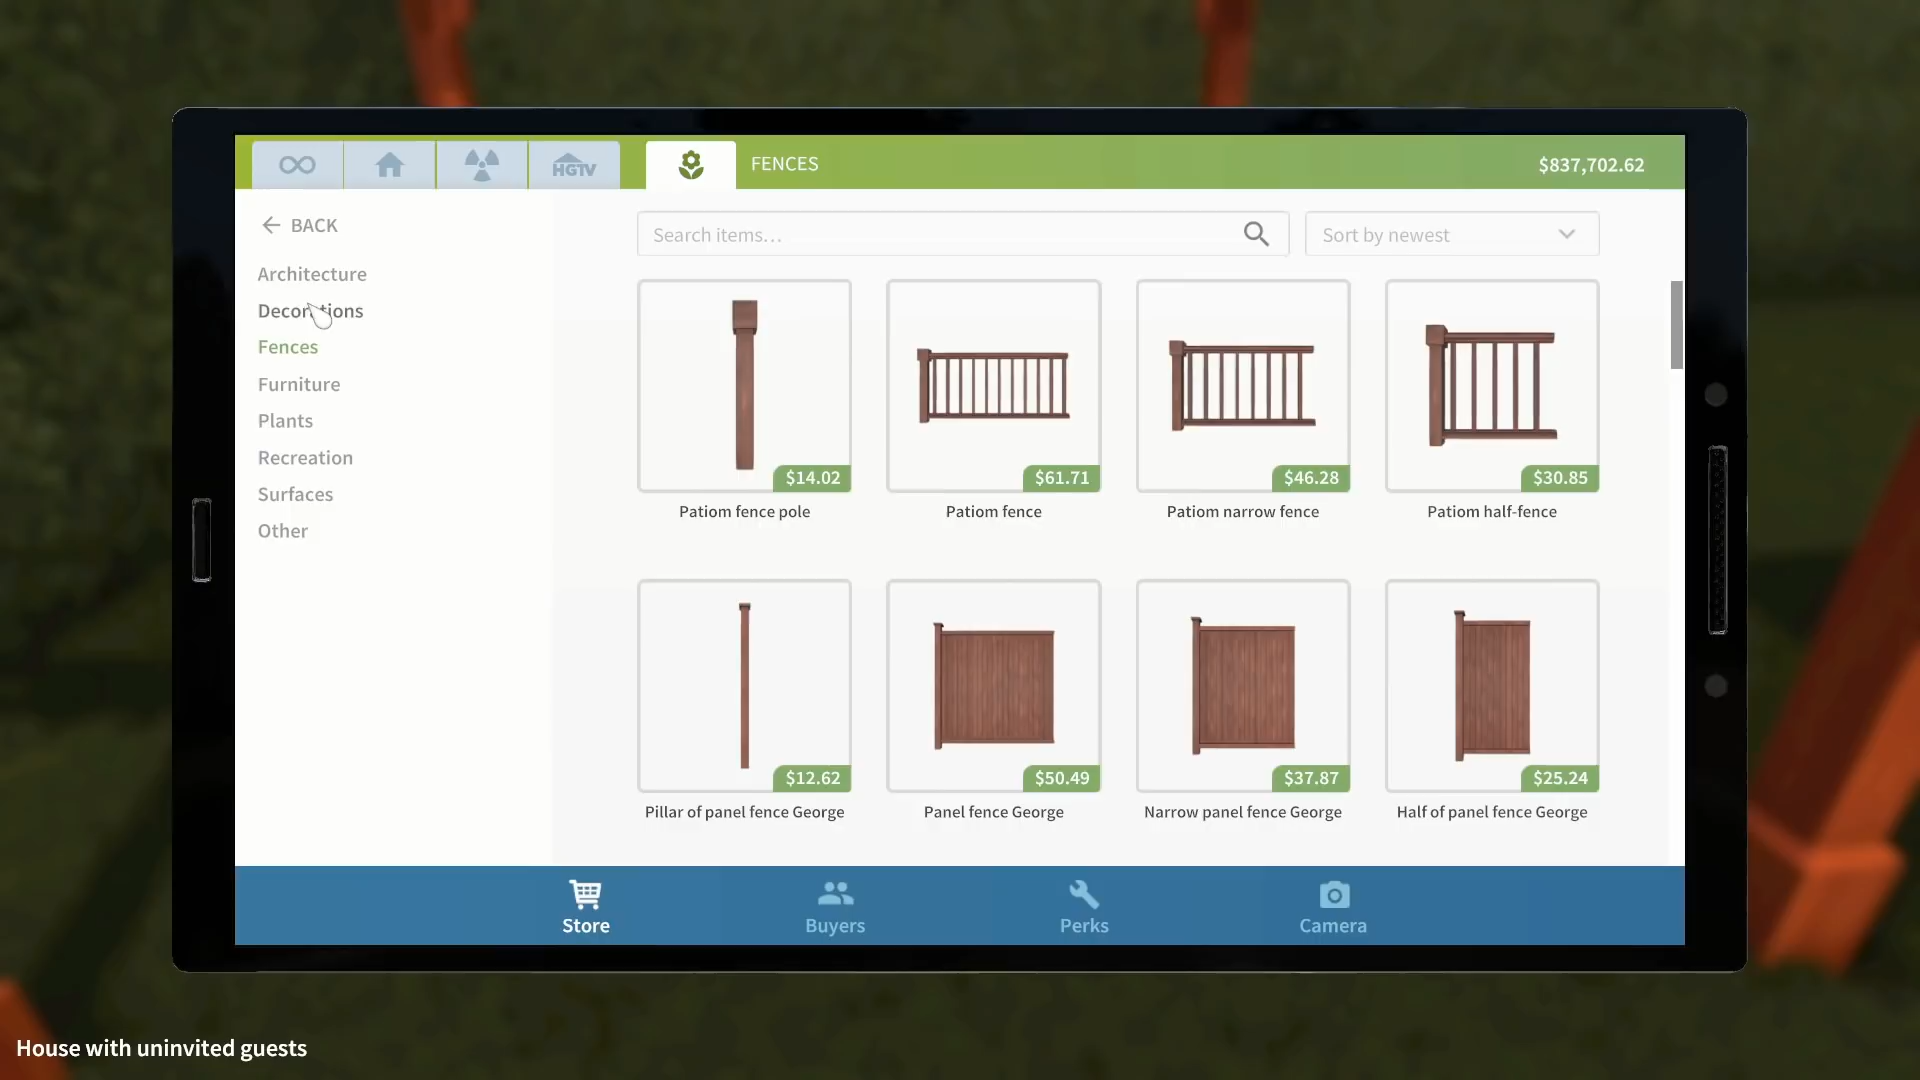 HGTV
FENCES
$837,702.62
BACK
Search items...
Sort by newest
Architecture
Decorations
Fences
Furniture
Plants
Recreation
Surfaces
Other
$14.02
$61.71
$46.28
$30.85
Patiom fence pole
Patiom fence
Patiom narrow fence
Patiom half-fence
$12.62
$50.49
$37.87
$25.24
Pillar of panel fence George
Panel fence George
Narrow panel fence George
Half of panel fence George
Store
Buyers
Perks
Camera
House with uninvited guests